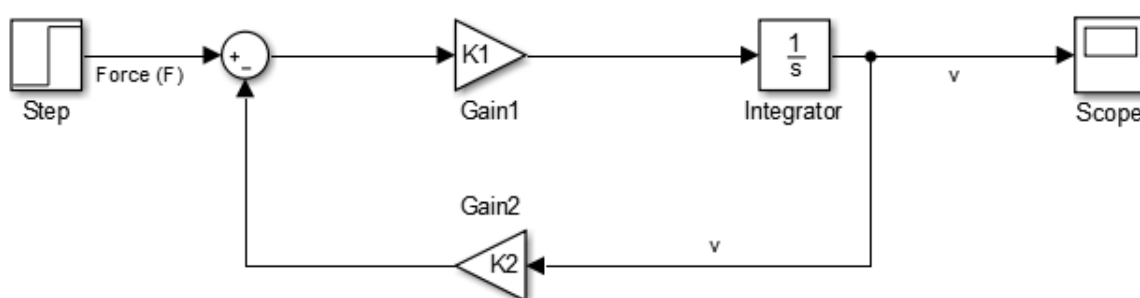 +
-
K1
1
s
Force (F)
v
Step
Gain1
Integrator
Scope
Gain2
v
K2